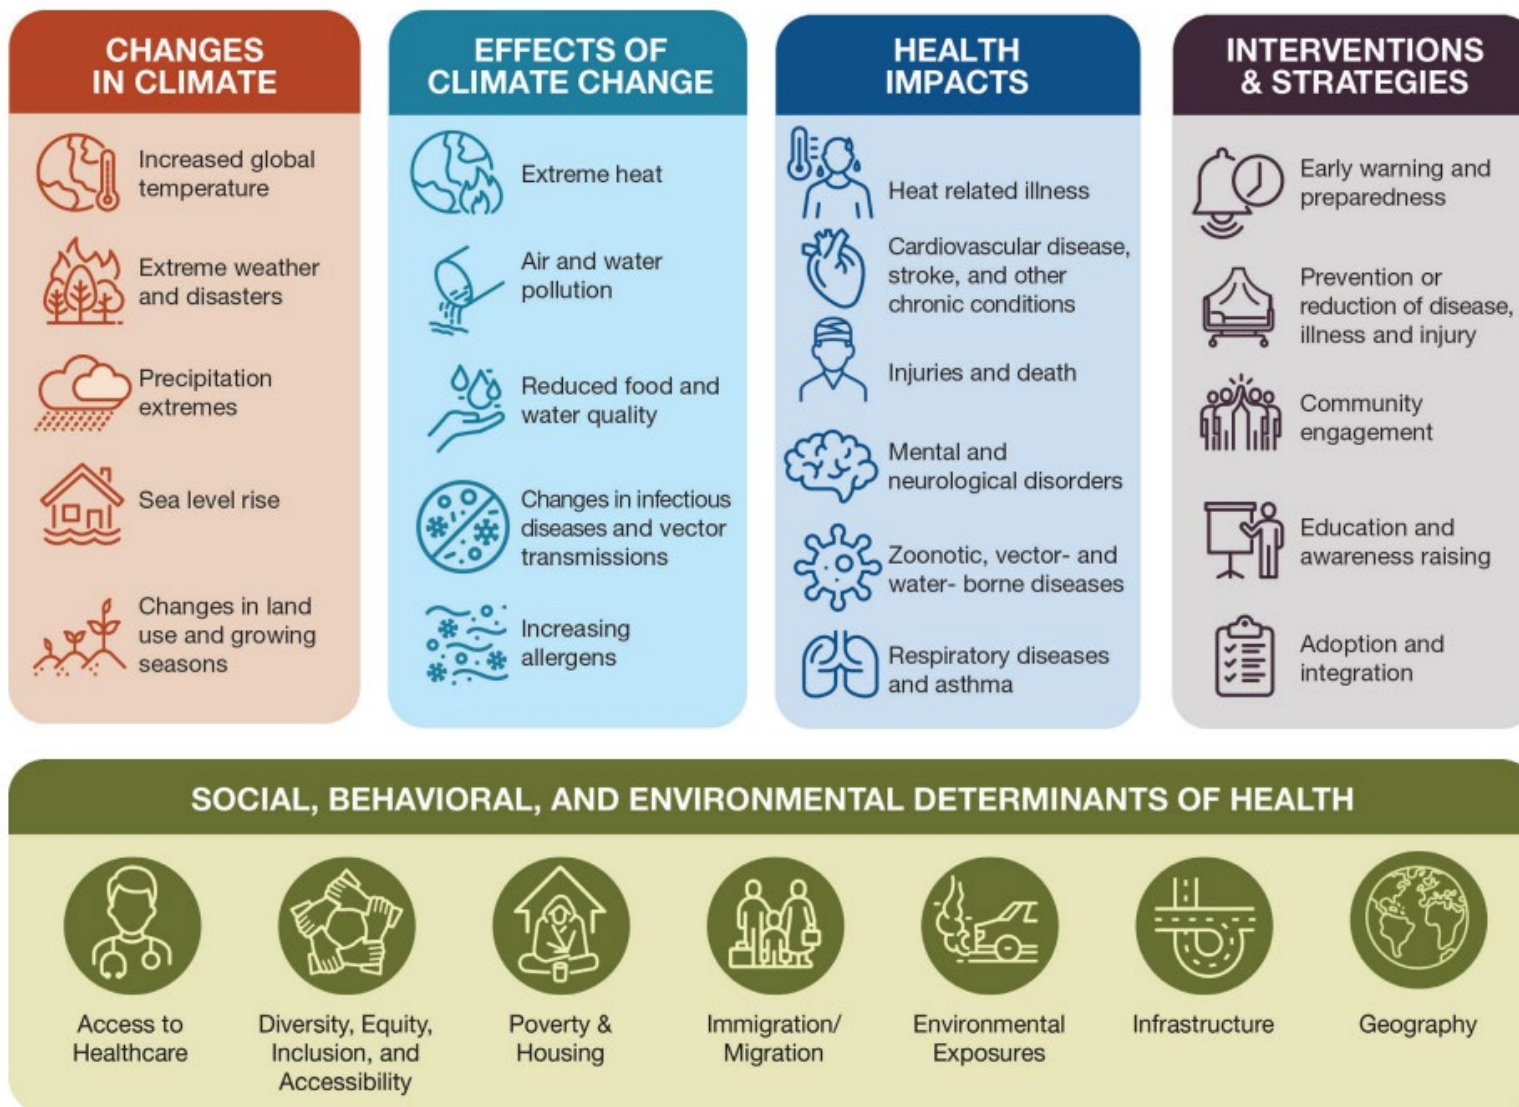 CHANGES
IN CLIMATE
Increased global
temperature
Extreme weather
and disasters
Precipitation
extremes
Sea level rise
Changes in land
use and growing
seasons
EFFECTS OF
CLIMATE CHANGE
Extreme heat
Air and water
pollution
Reduced food and
water quality
Changes in infectious
diseases and vector
transmissions
Increasing
allergens
HEALTH
IMPACTS
Heat related illness
Cardiovascular disease,
stroke, and other
chronic conditions
Injuries and death
Mental and
neurological disorders
Zoonotic, vector- and
water- borne diseases
Respiratory diseases
and asthma
INTERVENTIONS
& STRATEGIES
Early warning and
preparedness
Prevention or
reduction of disease,
illness and injury
Community
engagement
Education and
awareness raising
Adoption and
integration
SOCIAL, BEHAVIORAL, AND ENVIRONMENTAL DETERMINANTS OF HEALTH
Access to
Healthcare
Diversity, Equity,
Inclusion, and
Accessibility
Poverty &
Housing
Immigration/
Migration
Environmental
Exposures
Infrastructure
Geography